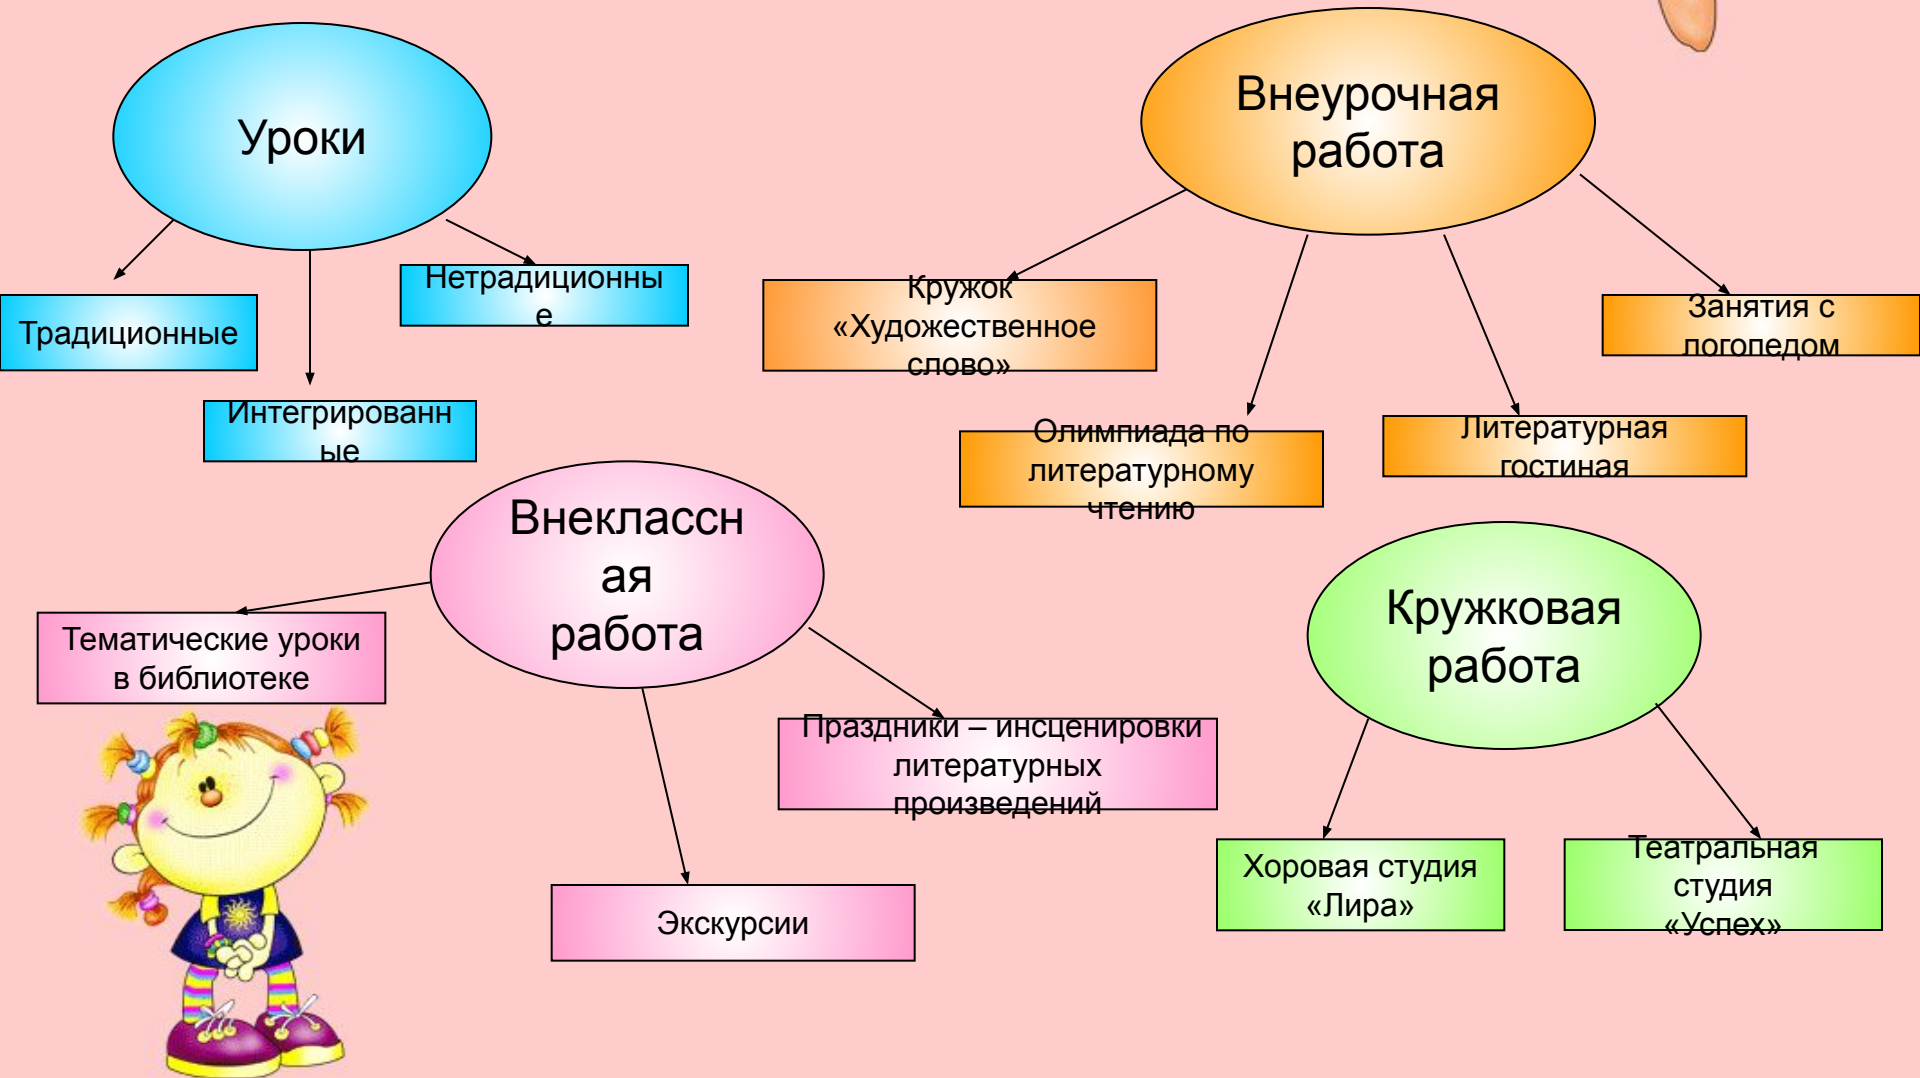 Уроки
Традиционные
Интегрированн
ые
Нетрадиционны
е
Внеурочная
работа
Кружок
«Художественное
слово»
Олимпиада по
литературному
чтению
Литературная
гостиная
Занятия с
логопедом
Внеклассн
ая
работа
Тематические уроки
в библиотеке
Экскурсии
Праздники – инсценировки
литературных
произведений
Кружковая
работа
Хоровая студия
«Лира»
Театральная
студия
«Успех»